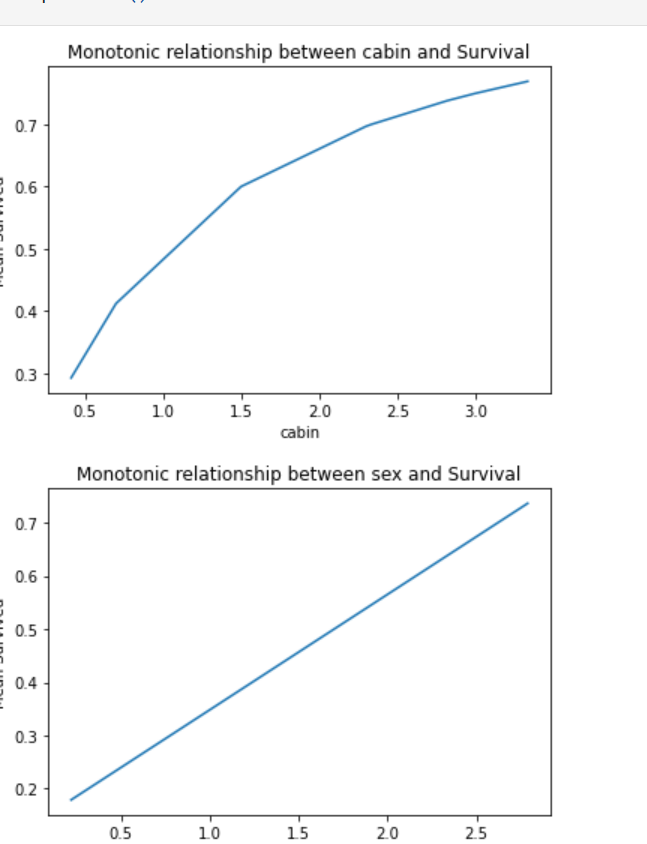 Monotonic relationship between cabin and Survival
0.7
0.6
0.5
0.4
0.3
0.5 1.0 1.5 2.0 2.5 3.0
cabin
Monotonic relationship between sex and Survival
0.7
0.6
0.5
0.4
0.3
0.2
0.5 1.0 1.5 2.0 2.5